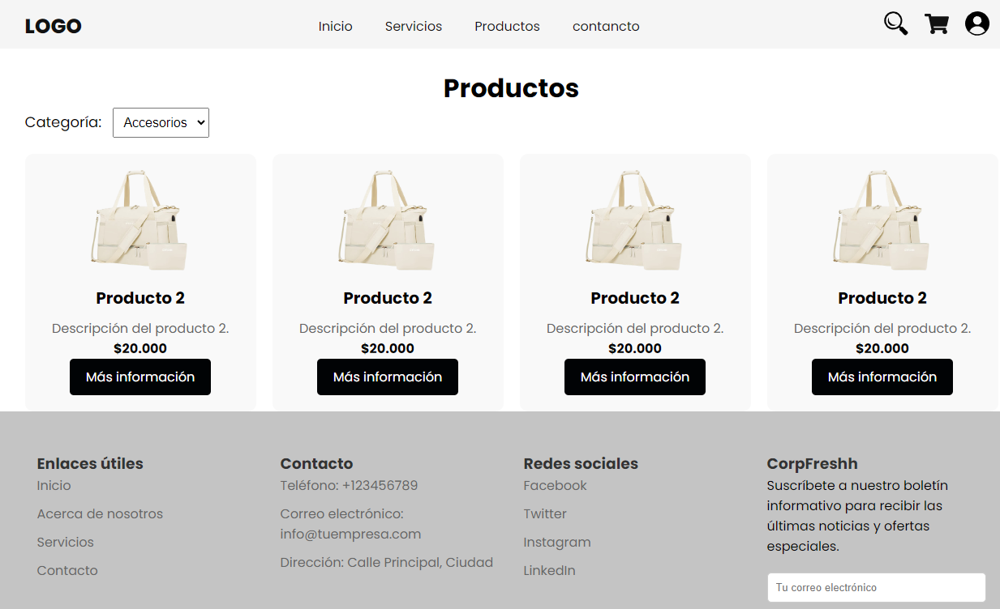 LOGO
Inicio
Servicios
Productos
contancto
Productos
Categoría:
Accesorios
Producto 2
Descripción del producto 2.
$20.000
Más información
Producto 2
Descripción del producto 2.
$20.000
Más información
Producto 2
Descripción del producto 2.
$20.000
Más información
Producto 2
Descripción del producto 2.
$20.000
Más información
Enlaces útiles
Inicio
Acerca de nosotros
Servicios
Contacto
Contacto
Teléfono: +123456789
Correo electrónico:
info@tuempresa.com
Dirección: Calle Principal, Ciudad
Redes sociales
Facebook
Twitter
Instagram
LinkedIn
CorpFreshh
Suscríbete a nuestro boletín
informativo para recibir las
últimas noticias y ofertas
especiales.
Tu correo electrónico